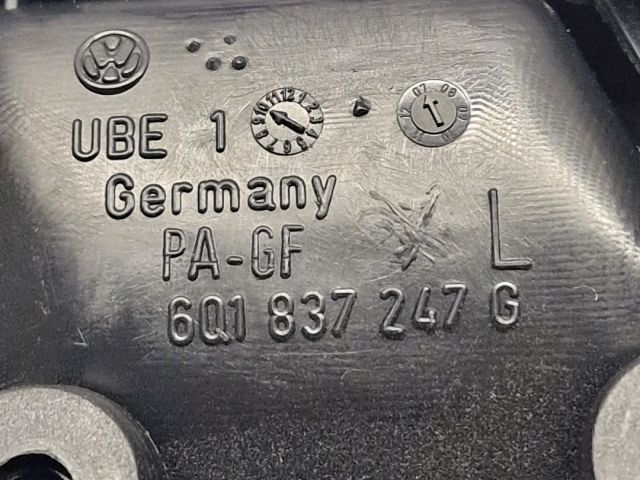 UBE 1
Germany
PA-GF
L
6Q1 837 247 G